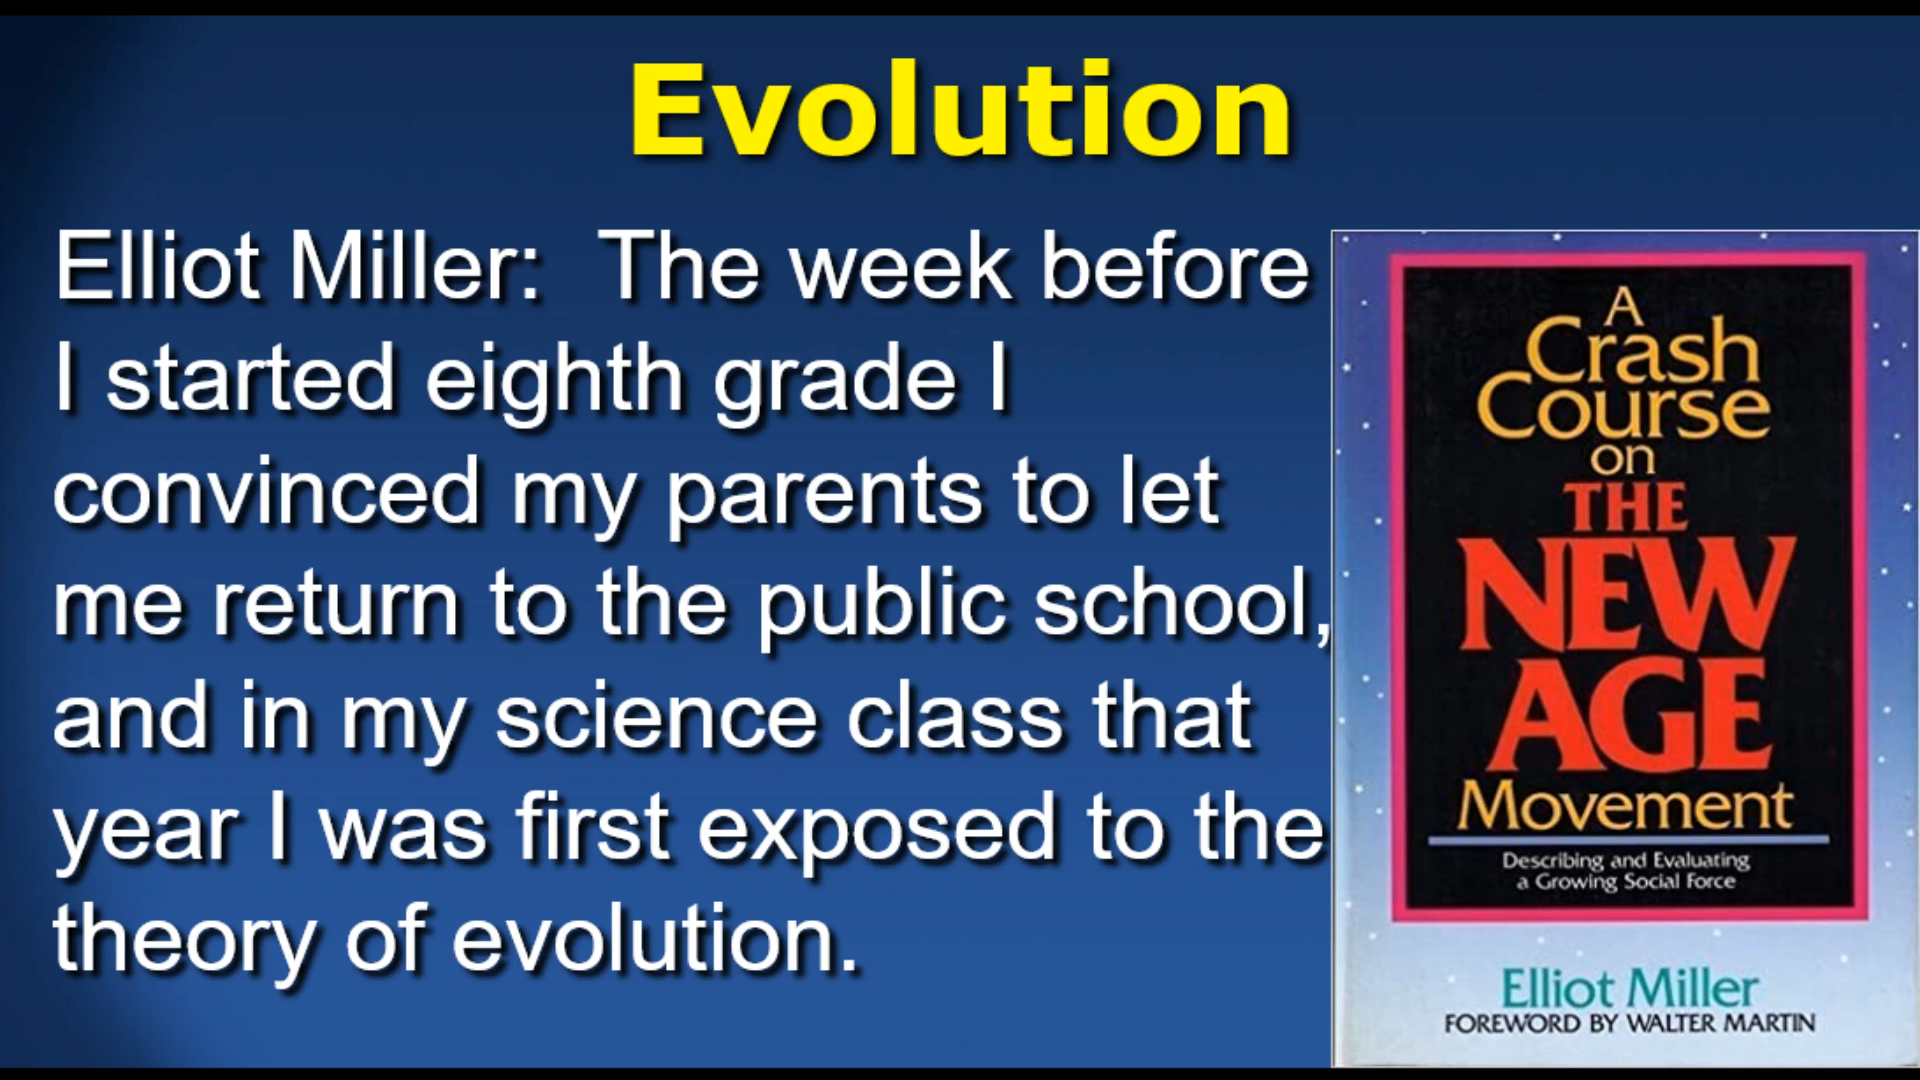 Evolution
Elliot Miller:  The week before
I started eighth grade I
convinced my parents to let
me return to the public school,
and in my science class that
year I was first exposed to the
theory of evolution.
A
Crash
Course
on
THE
NEW
AGE
Movement
Describing and Evaluating
a Growing Social Force
Elliot Miller
FOREWORD BY WALTER MARTIN